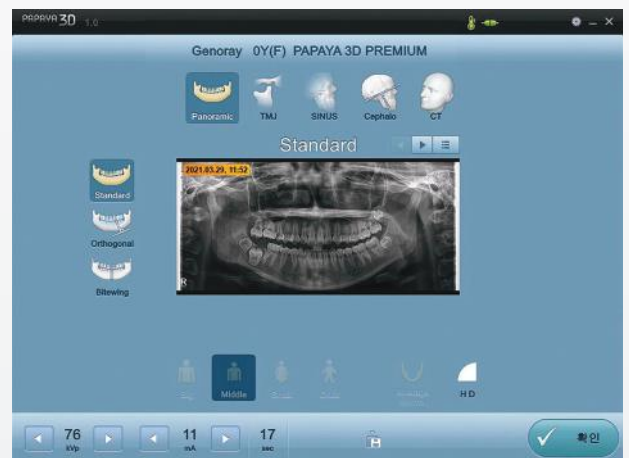 PAPAYA 3D 1.0
Genoray 0Y(F) PAPAYA 3D PREMIUM
Panoramic TMJ SINUS Cephalo CT
Standard
2021.03.29, 11:52
Standard
Orthogonal
Bitewing
R
Middle HD
76 11 17
kVp mA sec
확인